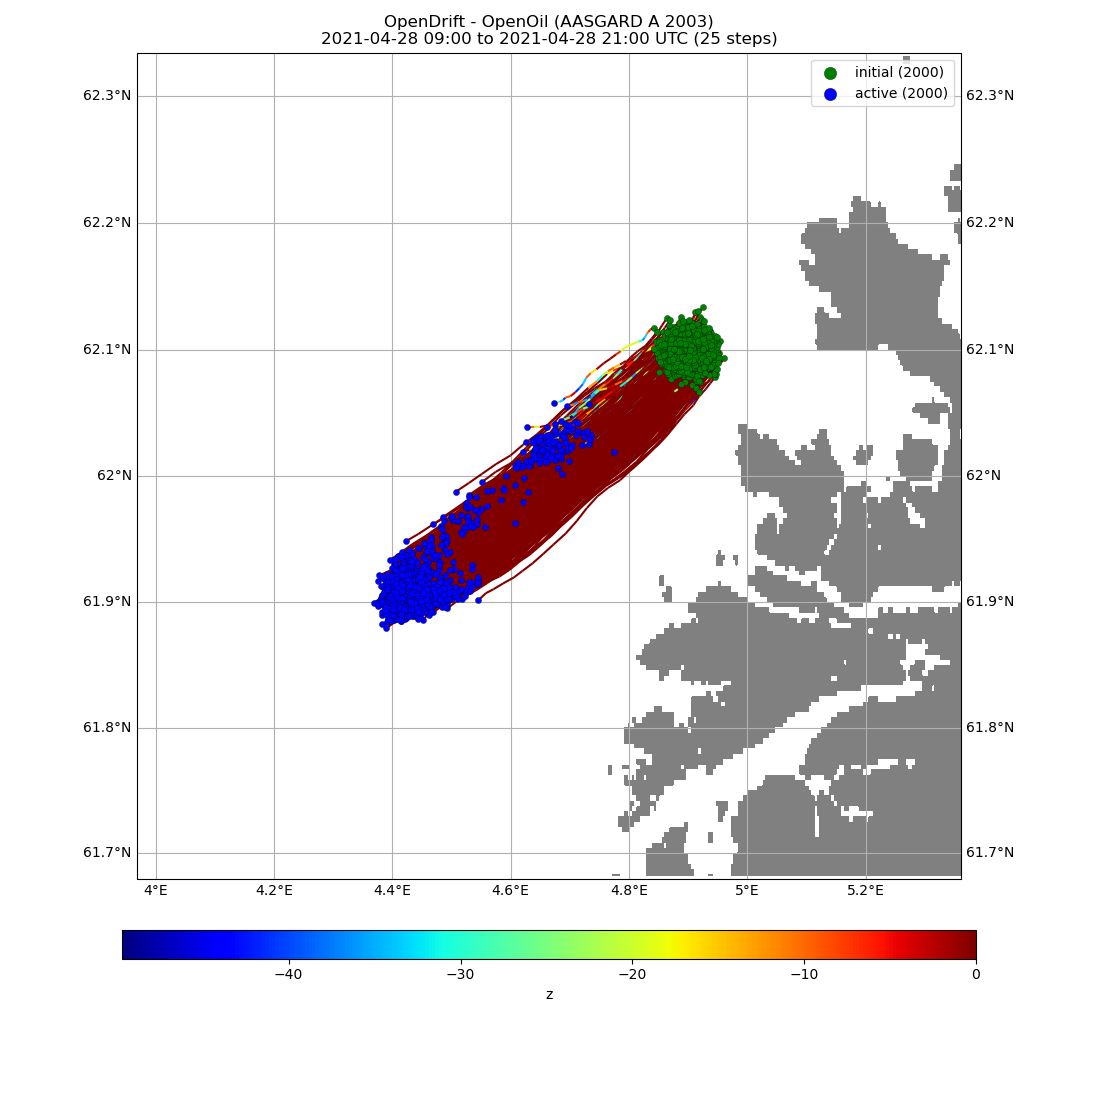 OpenDrift - OpenOil (AASGARD A 2003)
2021-04-28 09:00 to 2021-04-28 21:00 UTC (25 steps)
initial (2000)
active (2000)
62.3°N 62.3°N
62.2°N 62.2°N
62.1°N 62.1°N
62°N 62°N
61.9°N 61.9°N
61.8°N 61.8°N
61.7°N 61.7°N
4°E 4.2°E 4.4°E 4.6°E 4.8°E 5°E 5.2°E
−40 −30 −20 −10 0
z